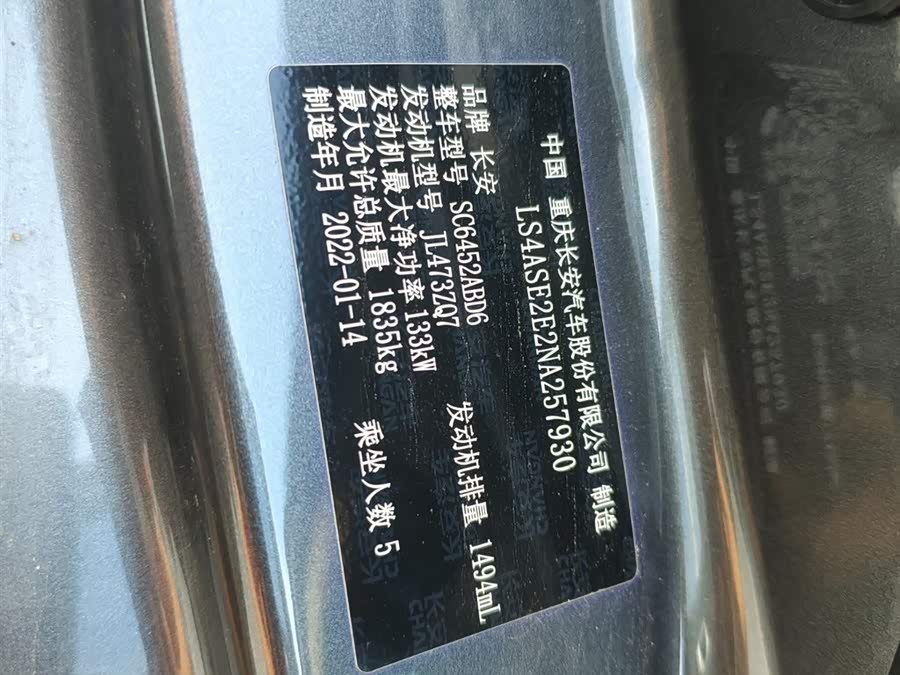 中国 重庆长安汽车股份有限公司 制造
LS4ASE2E2NA257930
品牌 长安
整车型号 SC6452ABD6 发动机排量 1494mL
发动机型号 JL473ZQ7
发动机最大净功率 133kW
最大允许总质量 1835kg 乘坐人数 5
制造年月 2022-01-14